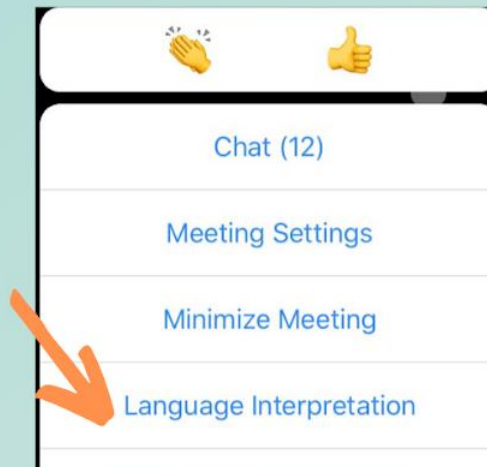 Chat (12)
Meeting Settings
Minimize Meeting
Language Interpretation